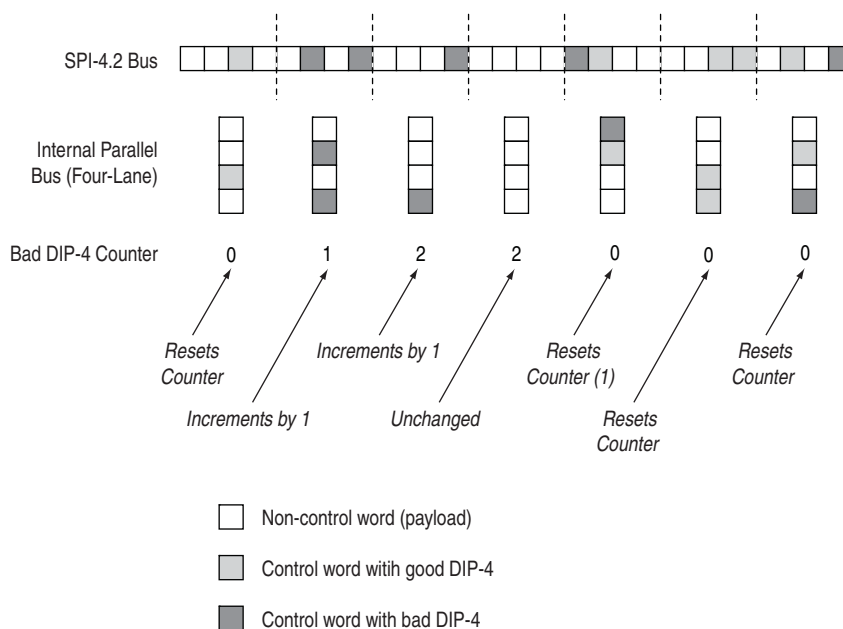 SPI-4.2 Bus
Internal Parallel
Bus (Four-Lane)
Bad DIP-4 Counter
0 1 2 2 0 0 0
Resets
Counter
Increments by 1
Increments by 1
Unchanged
Resets
Counter (1)
Resets
Counter
Resets
Counter
Non-control word (payload)
Control word witih good DIP-4
Control word with bad DIP-4